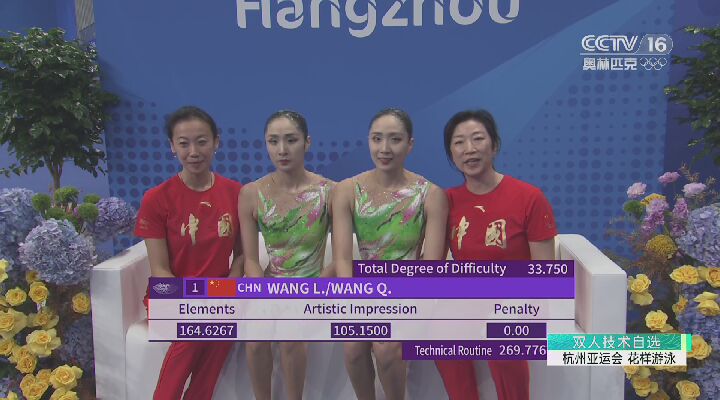 Hangzhou
CCTV 16
奥林匹克
中国
中国
Total Degree of Difficulty 33.750
1 CHN WANG L./WANG Q.
Elements Artistic Impression Penalty
164.6267 105.1500 0.00
Technical Routine 269.776
双人技术自选
杭州亚运会 花样游泳